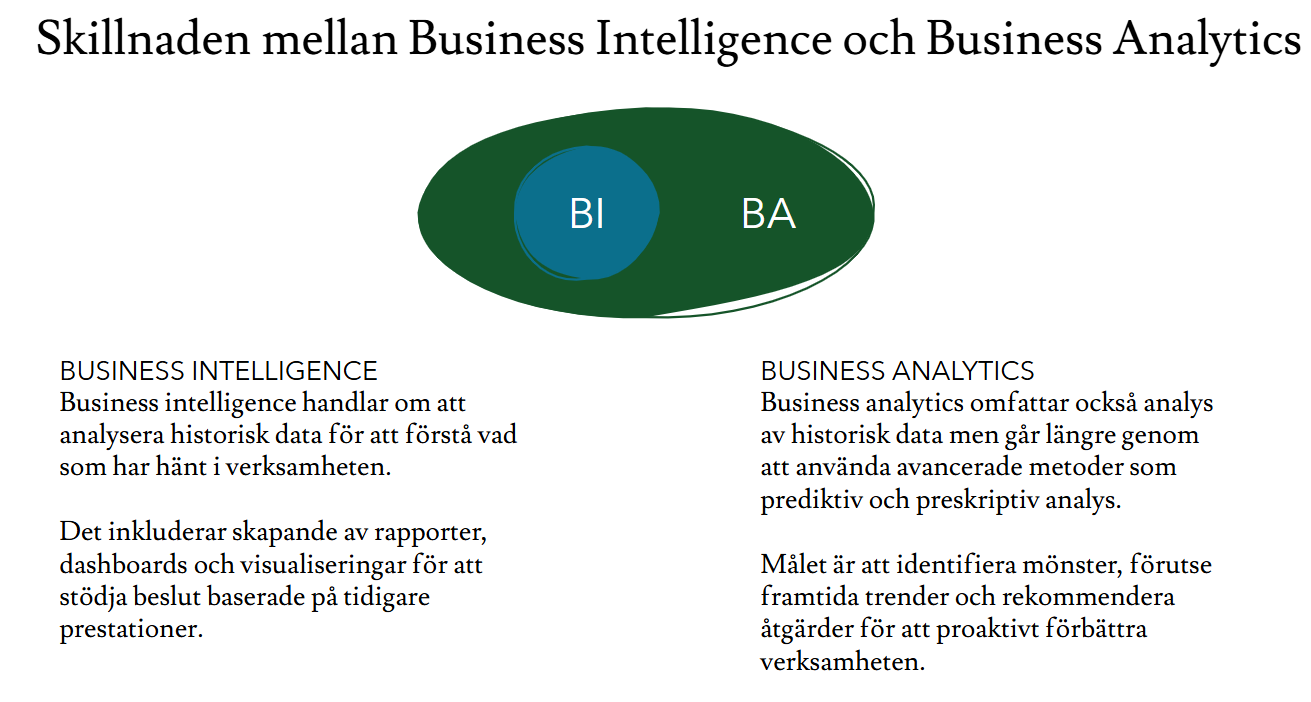 Skillnaden mellan Business Intelligence och Business Analytics
BI
BA
BUSINESS INTELLIGENCE
Business intelligence handlar om att
analysera historisk data för att förstå vad
som har hänt i verksamheten.
Det inkluderar skapande av rapporter,
dashboards och visualiseringar för att
stödja beslut baserade på tidigare
prestationer.
BUSINESS ANALYTICS
Business analytics omfattar också analys
av historisk data men går längre genom
att använda avancerade metoder som
prediktiv och preskriptiv analys.
Målet är att identifiera mönster, förutse
framtida trender och rekommendera
åtgärder för att proaktivt förbättra
verksamheten.